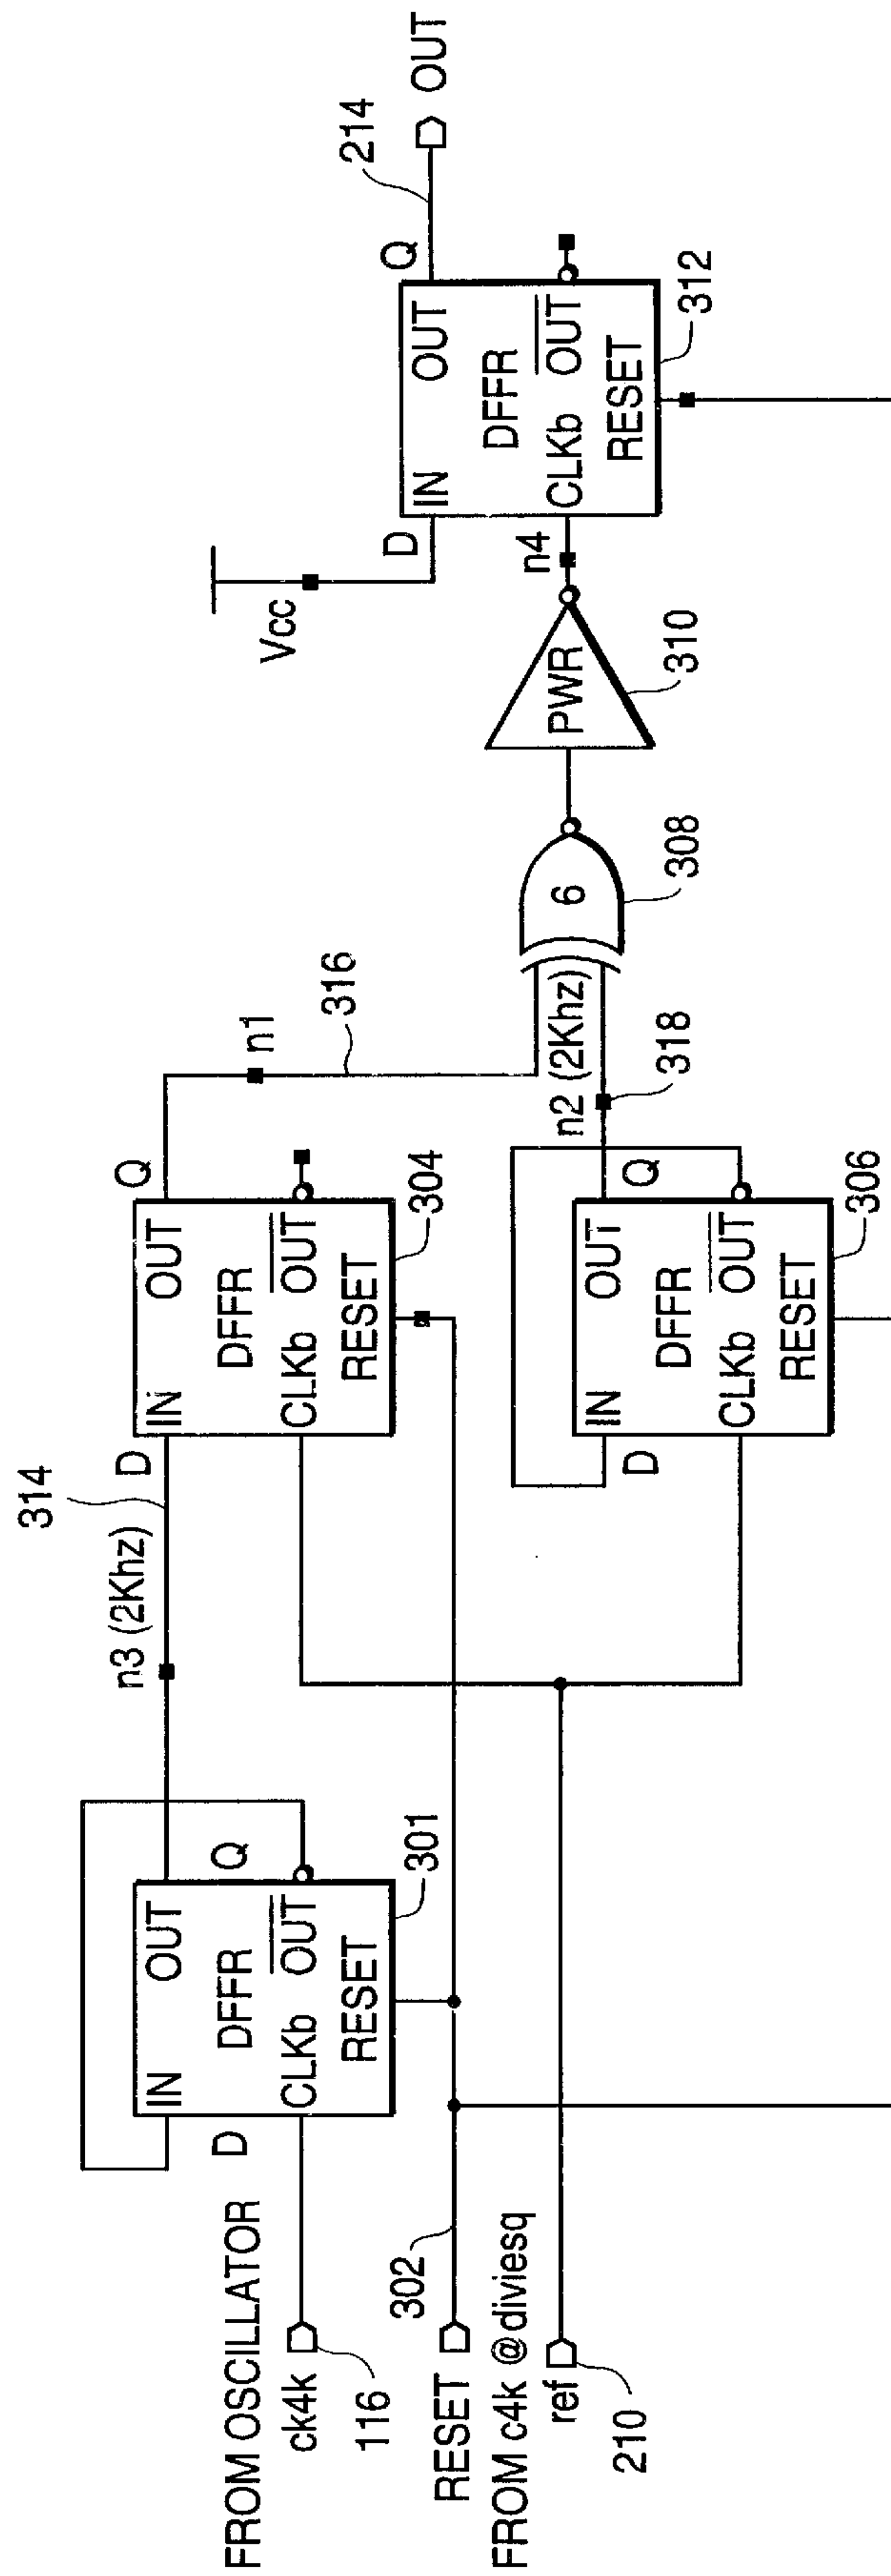 FROM OSCILLATOR
ck4k
116
RESET
302
FROM c4k @diviesq
ref
210
D
IN
OUT
Q
DFFR
CLKb
OUT
RESET
301
n3 (2Khz)
314
D
IN
OUT
Q
DFFR
CLKb
OUT
RESET
304
n1
316
D
IN
OUT
Q
DFFR
CLKb
OUT
RESET
306
n2 (2Khz)
318
6
308
PWR
310
n4
Vcc
D
IN
OUT
Q
DFFR
CLKb
OUT
RESET
312
214
OUT